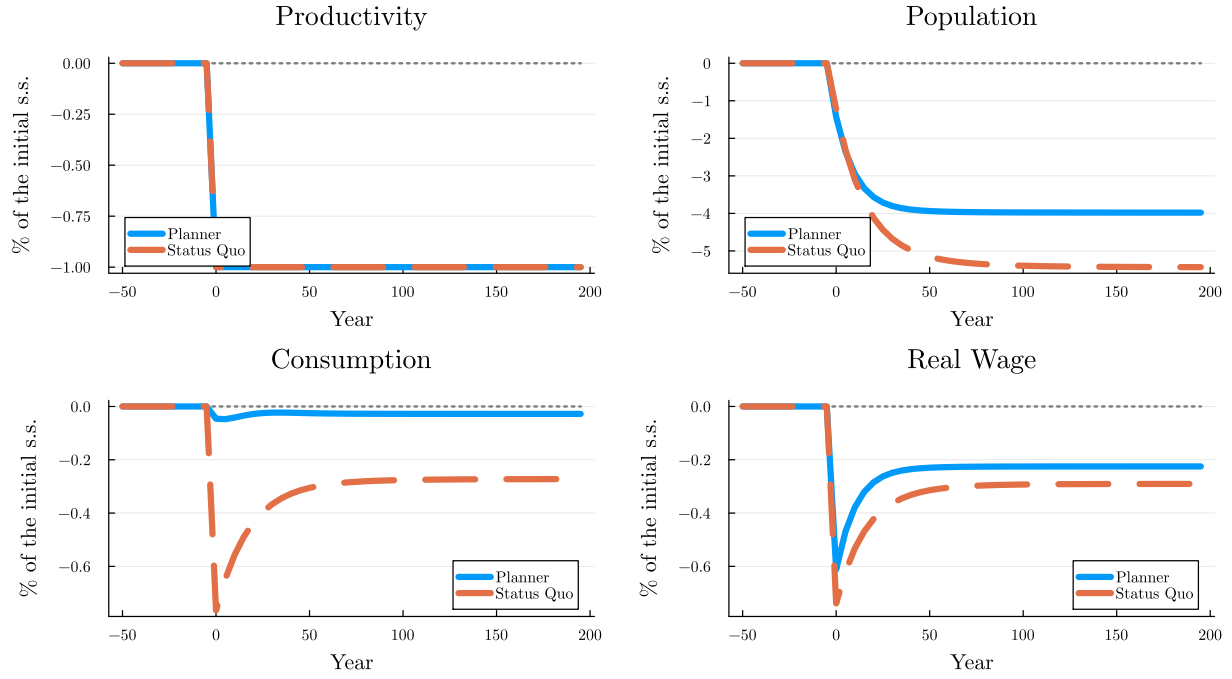 Productivity
% of the initial s.s.
0.00
−0.25
−0.50
−0.75
−1.00
Planner
Status Quo
−50 0 50 100 150 200
Year
Population
% of the initial s.s.
0
−1
−2
−3
−4
−5
Planner
Status Quo
−50 0 50 100 150 200
Year
Consumption
% of the initial s.s.
0.0
−0.2
−0.4
−0.6
Planner
Status Quo
−50 0 50 100 150 200
Year
Real Wage
% of the initial s.s.
0.0
−0.2
−0.4
−0.6
Planner
Status Quo
−50 0 50 100 150 200
Year